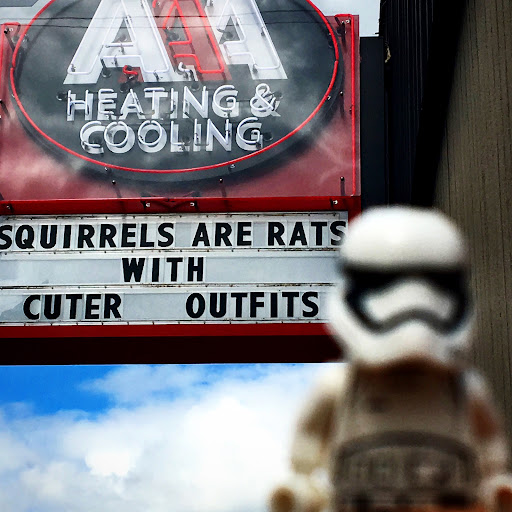 AAA
HEATING &
COOLING
SQUIRRELS ARE RATS
WITH
CUTER OUTFITS